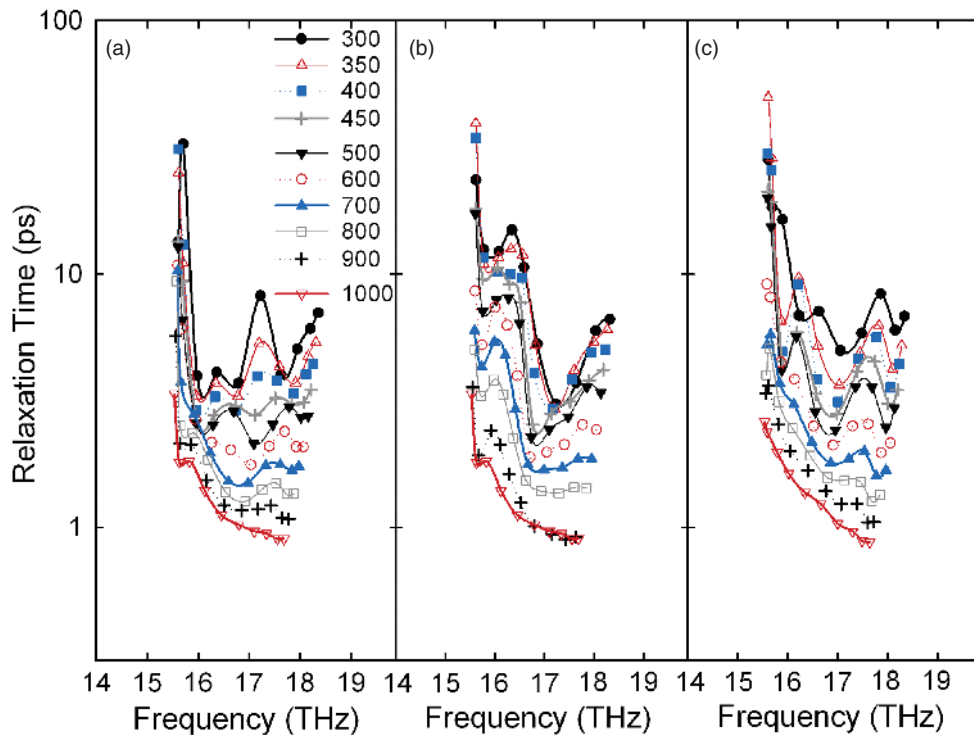 100
(a)
(b)
(c)
300
350
400
450
500
600
700
800
900
1000
10
1
Relaxation Time (ps)
14 15 16 17 18 19 14 15 16 17 18 19 14 15 16 17 18 19
Frequency (THz) Frequency (THz) Frequency (THz)